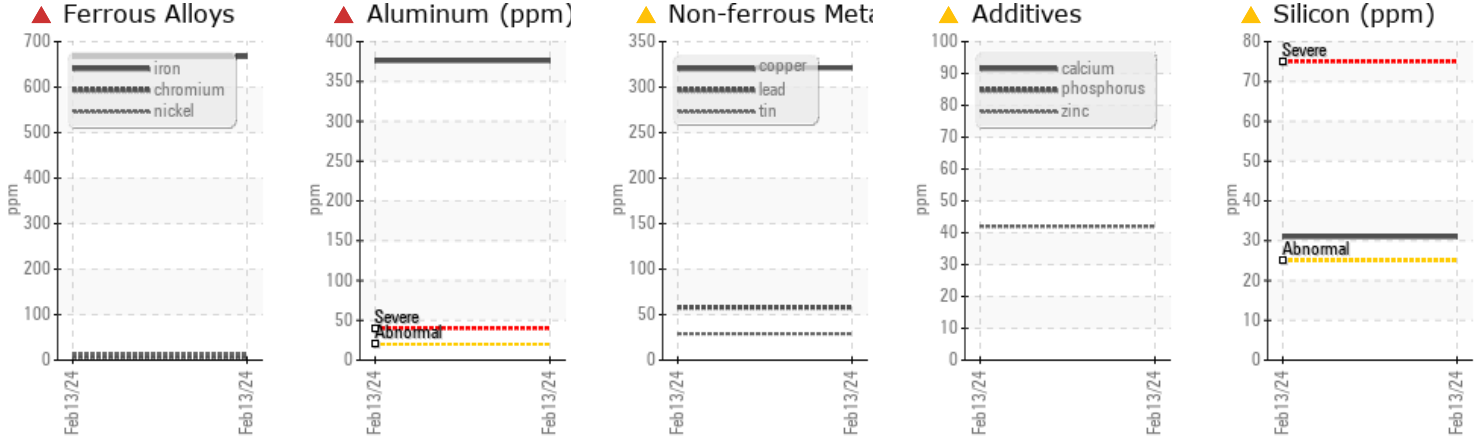 Ferrous Alloys
700
600
500
400
300
200
100
0
ppm
iron
chromium
nickel
Feb13/24
Feb13/24
Aluminum (ppm)
400
350
300
250
200
150
100
50
0
ppm
Severe
Abnormal
Feb13/24
Feb13/24
Non-ferrous Meta
350
300
250
200
150
100
50
0
ppm
copper
lead
tin
Feb13/24
Feb13/24
Additives
100
90
80
70
60
50
40
30
20
10
0
ppm
calcium
phosphorus
zinc
Feb13/24
Feb13/24
Silicon (ppm)
80
70
60
50
40
30
20
10
0
ppm
Severe
Abnormal
Feb13/24
Feb13/24